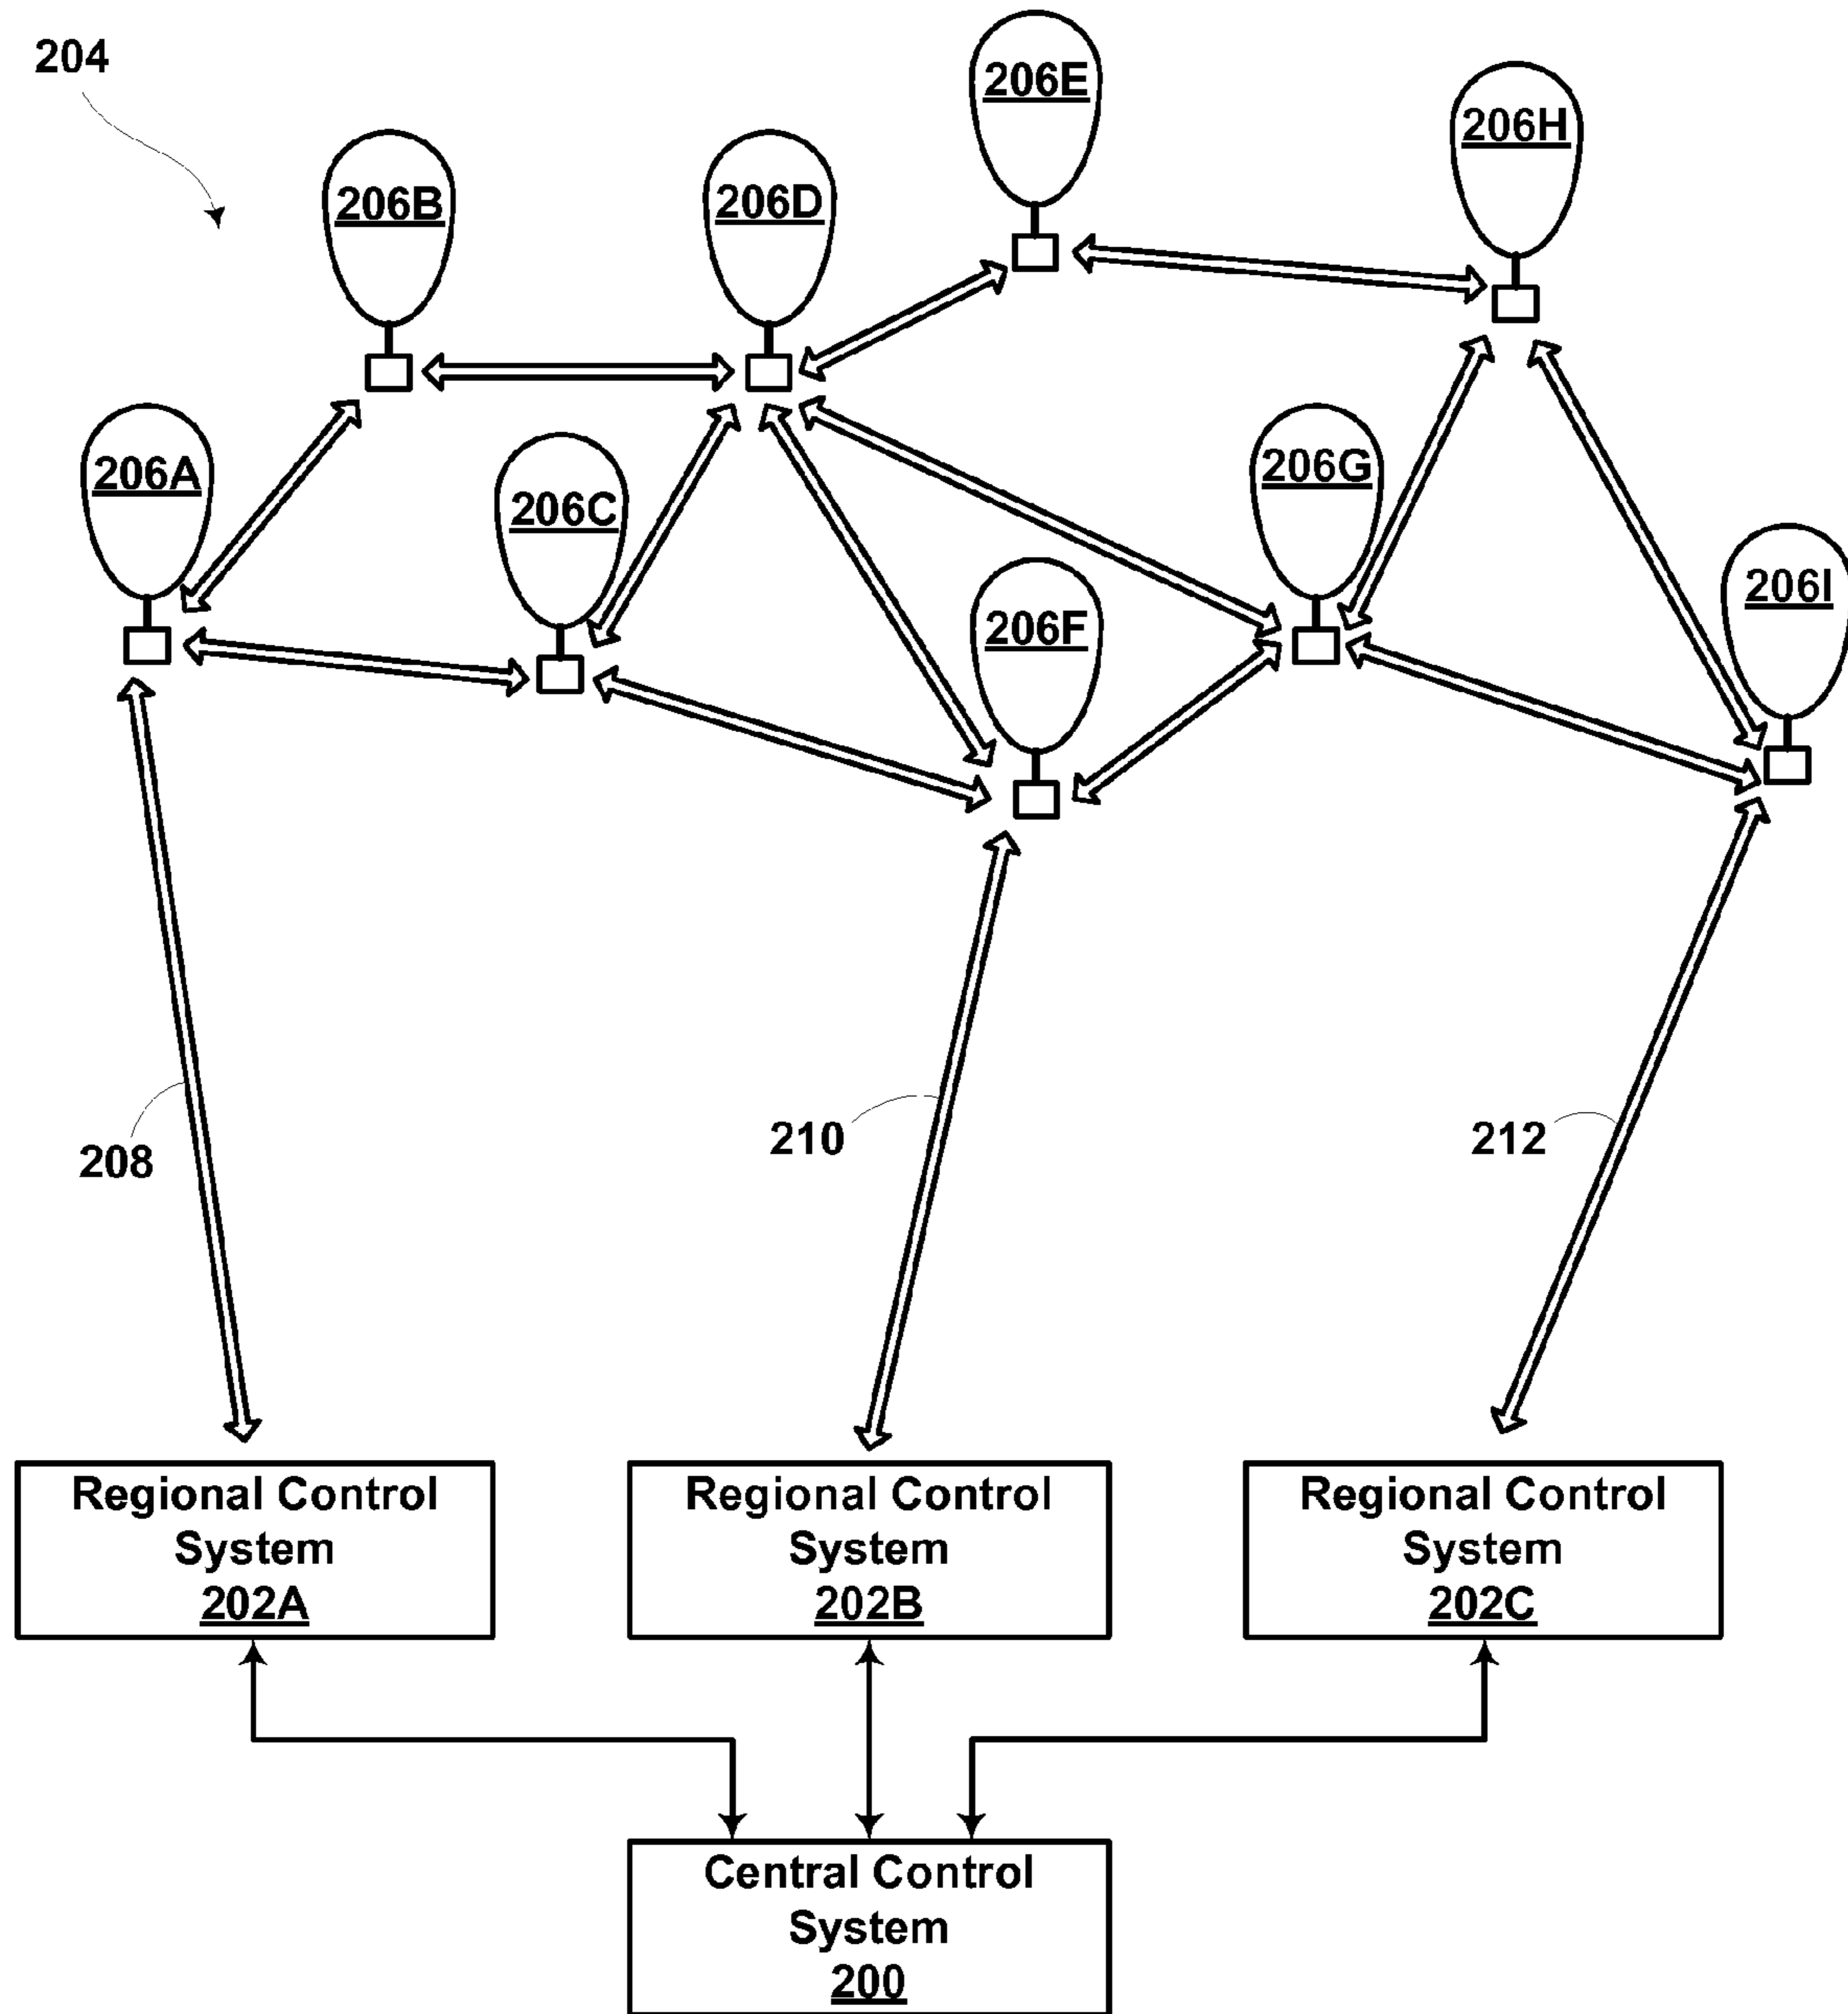 204
206E
206H
206B
206D
206A
206G
206C
206I
206F
208
210
212
Regional Control
System
202A
Regional Control
System
202B
Regional Control
System
202C
Central Control
System
200